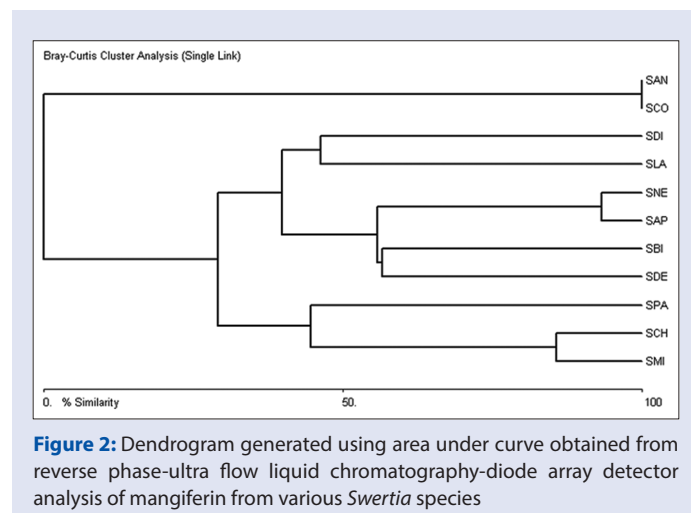 Bray-Curtis Cluster Analysis (Single Link)
SAN
SCO
SDI
SLA
SNE
SAP
SBI
SDE
SPA
SCH
SMI
0. % Similarity 50. 100
Figure 2: Dendrogram generated using area under curve obtained from
reverse phase-ultra flow liquid chromatography-diode array detector
analysis of mangiferin from various Swertia species